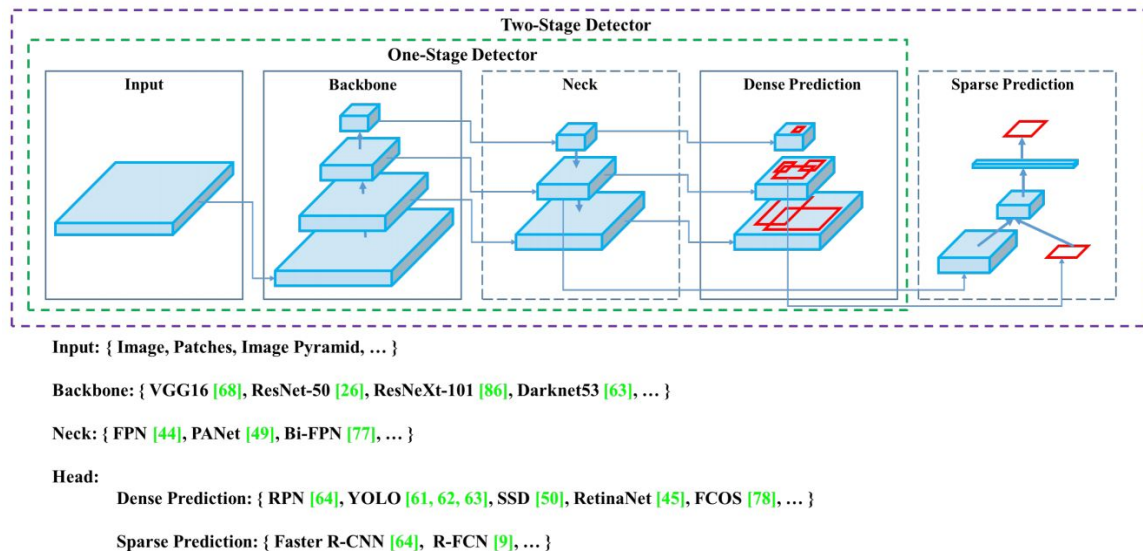 Two-Stage Detector
One-Stage Detector
Input
Backbone
Neck
Dense Prediction
Sparse Prediction
Input: { Image, Patches, Image Pyramid, … }
Backbone: { VGG16 [68], ResNet-50 [26], ResNeXt-101 [86], Darknet53 [63], … }
Neck: { FPN [44], PANet [49], Bi-FPN [77], … }
Head:
Dense Prediction: { RPN [64], YOLO [61, 62, 63], SSD [50], RetinaNet [45], FCOS [78], … }
Sparse Prediction: { Faster R-CNN [64], R-FCN [9], … }